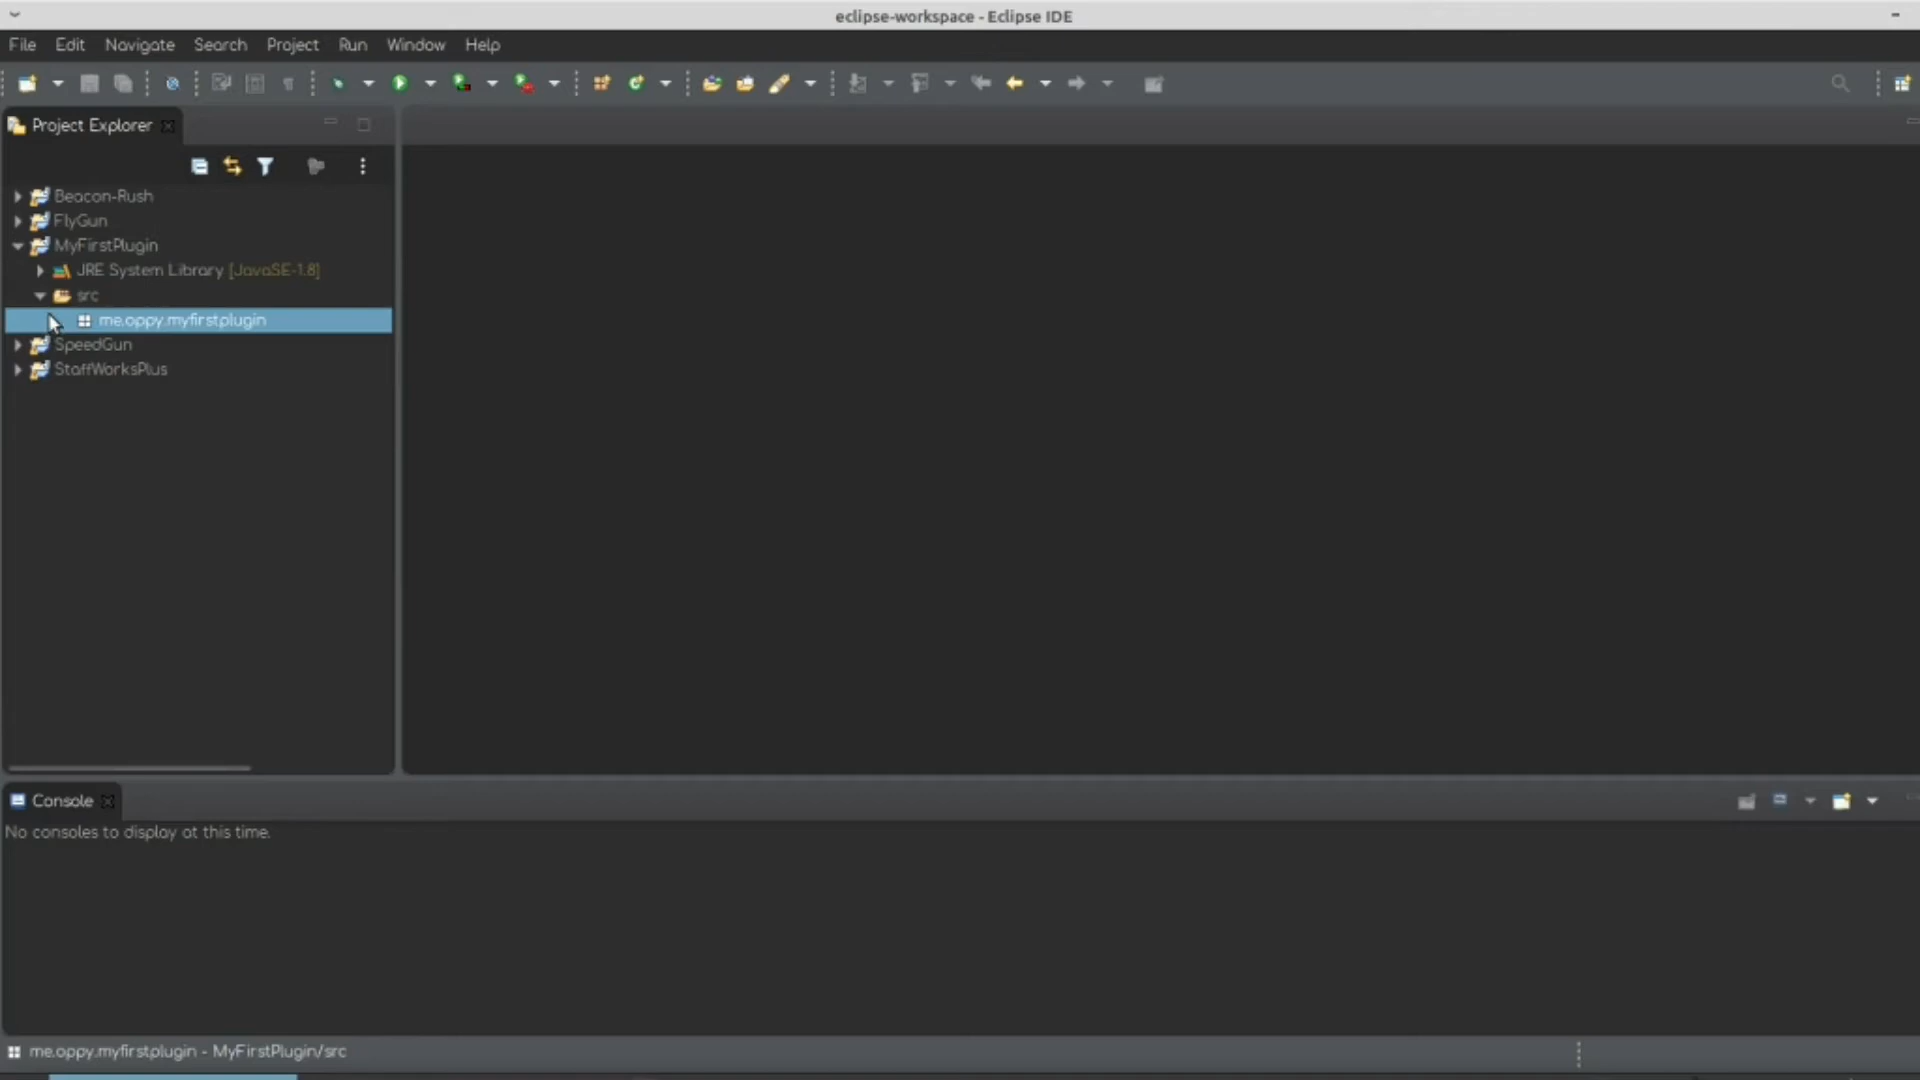 eclipse-workspace - Eclipse IDE
File Edit Navigate Search Project Run Window Help
Project Explorer
Beacon-Rush
FlyGun
MyFirstPlugin
JRE System Library [JavaSE-1.8]
src
me.oppy.myfirstplugin
SpeedGun
StaffWorksPlus
Console
No consoles to display at this time.
me.oppy.myfirstplugin - MyFirstPlugin/src